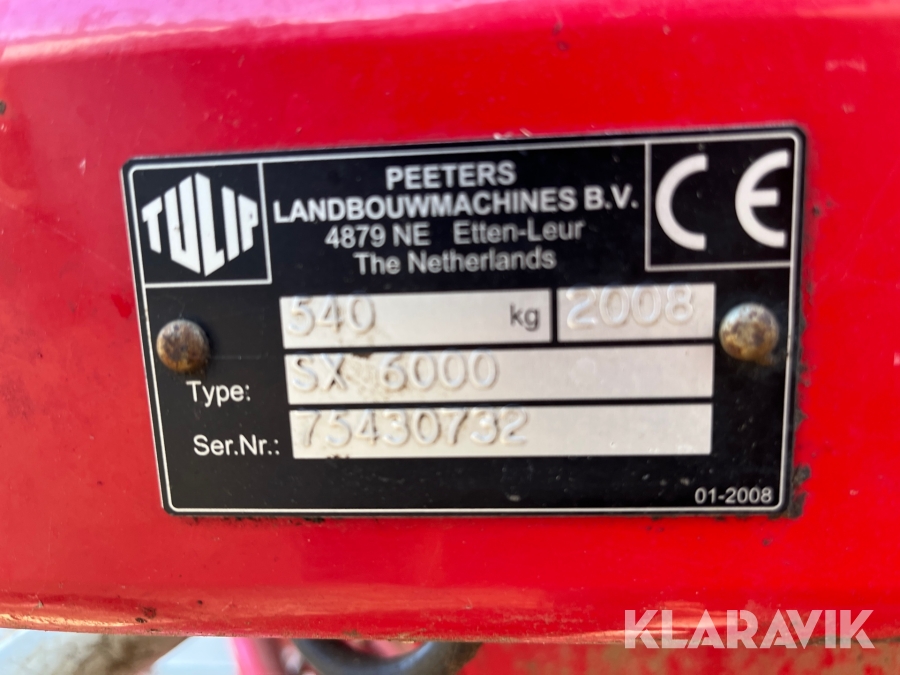 TULIP
PEETERS
LANDBOUWMACHINES B.V.
4879 NE Etten-Leur
The Netherlands
CE
540 kg 2008
Type: SX 6000
Ser.Nr.: 75430732
01-2008
KLARAVIK